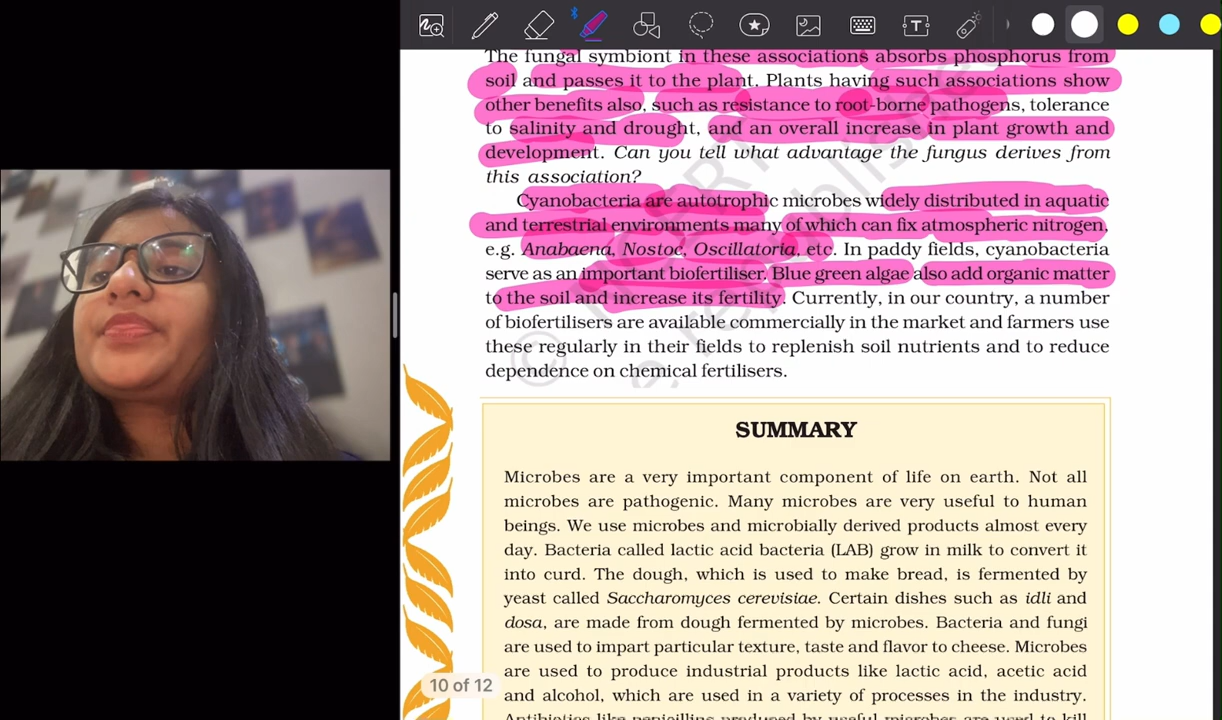 The fungal symbiont in these associations absorbs phosphorus from
soil and passes it to the plant. Plants having such associations show
other benefits also, such as resistance to root-borne pathogens, tolerance
to salinity and drought, and an overall increase in plant growth and
development. Can you tell what advantage the fungus derives from
this association?
Cyanobacteria are autotrophic microbes widely distributed in aquatic
and terrestrial environments many of which can fix atmospheric nitrogen,
e.g. Anabaena, Nostoc, Oscillatoria, etc. In paddy fields, cyanobacteria
serve as an important biofertiliser. Blue green algae also add organic matter
to the soil and increase its fertility. Currently, in our country, a number
of biofertilisers are available commercially in the market and farmers use
these regularly in their fields to replenish soil nutrients and to reduce
dependence on chemical fertilisers.
SUMMARY
Microbes are a very important component of life on earth. Not all
microbes are pathogenic. Many microbes are very useful to human
beings. We use microbes and microbially derived products almost every
day. Bacteria called lactic acid bacteria (LAB) grow in milk to convert it
into curd. The dough, which is used to make bread, is fermented by
yeast called Saccharomyces cerevisiae. Certain dishes such as idli and
dosa, are made from dough fermented by microbes. Bacteria and fungi
are used to impart particular texture, taste and flavor to cheese. Microbes
are used to produce industrial products like lactic acid, acetic acid
10 of 12
and alcohol, which are used in a variety of processes in the industry.
Antibiotics like penicillins produced by useful microbes are used to kill